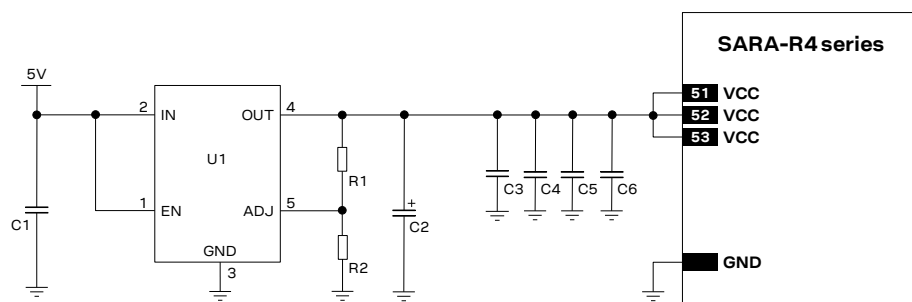 SARA-R4 series
5V
51 VCC
2 IN OUT 4
52 VCC
53 VCC
U1
C3 C4 C5 C6
R1
1 EN ADJ 5
C1
+
C2
GND
R2
3
GND